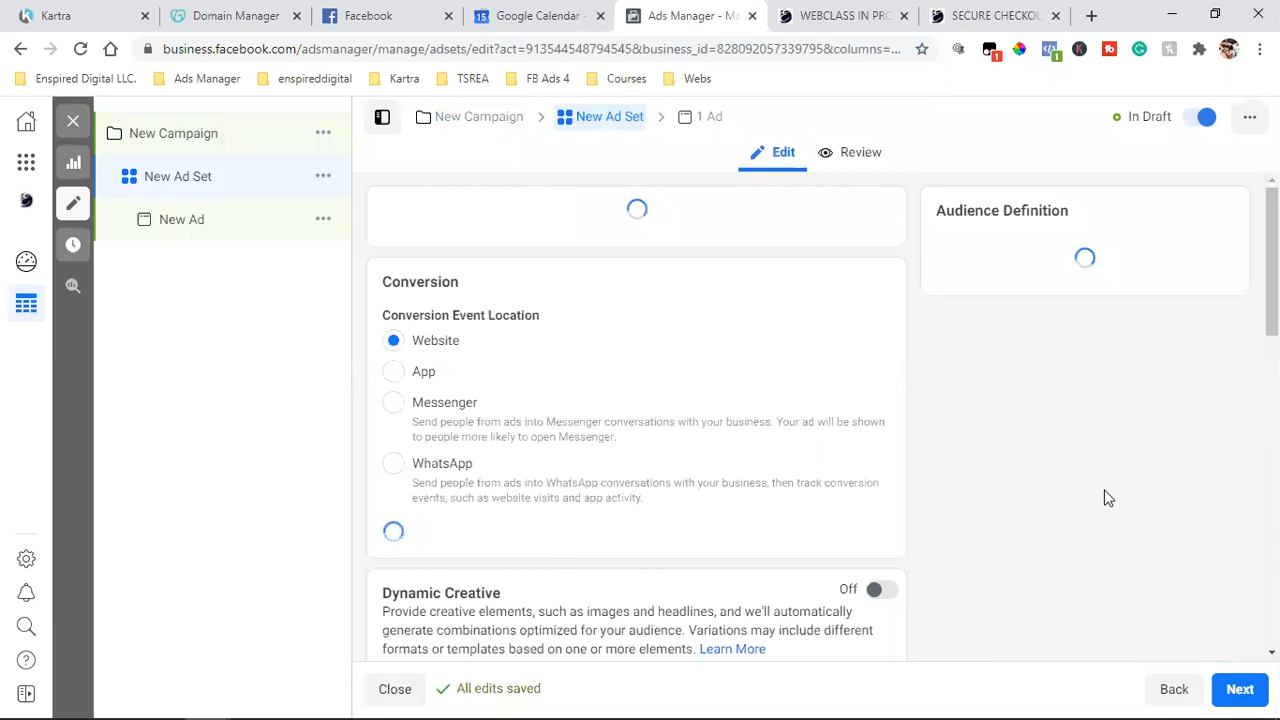 Kartra
Domain Manager
Facebook
Google Calendar -
Ads Manager - M
WEBCLASS IN PRC
SECURE CHECKOU
business.facebook.com/adsmanager/manage/adsets/edit?act=913544548794545&business_id=828092057339795&columns=...
1
1
Enspired Digital LLC.
Ads Manager
enspireddigital
Kartra
TSREA
FB Ads 4
Courses
Webs
New Campaign
New Ad Set
1 Ad
In Draft
New Campaign
New Ad Set
New Ad
Edit
Review
Audience Definition
Conversion
Conversion Event Location
Website
App
Messenger
Send people from ads into Messenger conversations with your business. Your ad will be shown
to people more likely to open Messenger.
WhatsApp
Send people from ads into WhatsApp conversations with your business, then track conversion
events, such as website visits and app activity.
Dynamic Creative
Off
Provide creative elements, such as images and headlines, and we'll automatically
generate combinations optimized for your audience. Variations may include different
formats or templates based on one or more elements. Learn More
Close
All edits saved
Back
Next